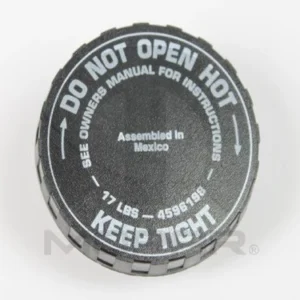 DO NOT OPEN HOT
SEE OWNERS MANUAL FOR INSTRUCTIONS
Assembled in
Mexico
17 LBS — 4596198
KEEP TIGHT